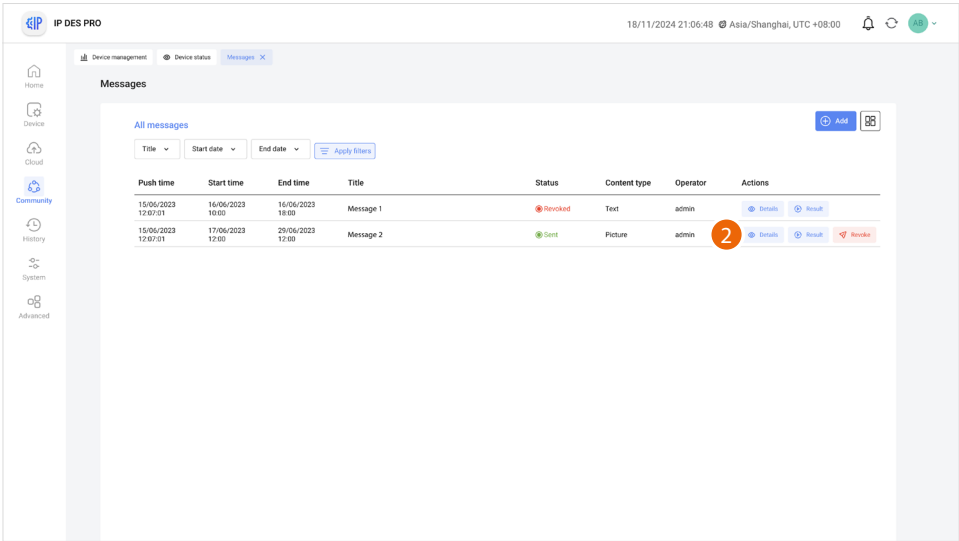 IP IP DES PRO
18/11/2024 21:06:48 Asia/Shanghai, UTC +08:00 AB
Device management Device status Messages X
Home
Device
Cloud
Community
History
System
Advanced
Messages
All messages
Add
Title Start date End date Apply filters
Push time Start time End time Title Status Content type Operator Actions
15/06/2023 12:07:01 16/06/2023 10:00 16/06/2023 18:00 Message 1 Revoked Text admin Details Result
15/06/2023 12:07:01 17/06/2023 12:00 29/06/2023 12:00 Message 2 Sent Picture admin 2 Details Result Revoke